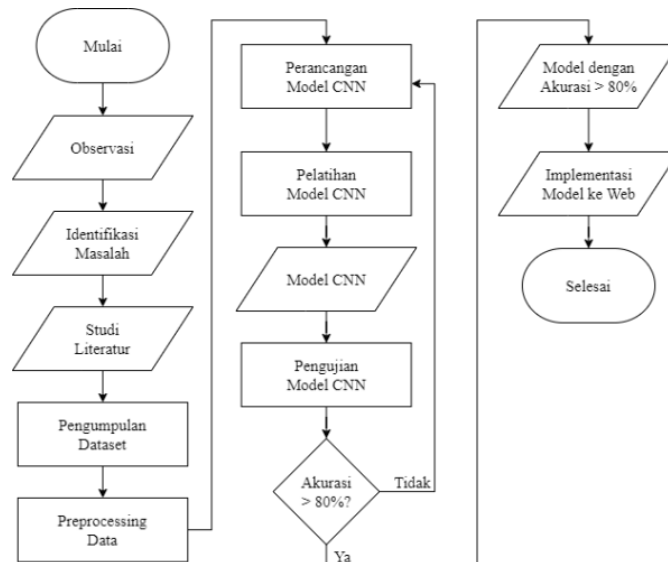 Mulai
Observasi
Identifikasi
Masalah
Studi
Literatur
Pengumpulan
Dataset
Preprocessing
Data
Perancangan
Model CNN
Pelatihan
Model CNN
Model CNN
Pengujian
Model CNN
Akurasi
> 80%?
Tidak
Ya
Model dengan
Akurasi > 80%
Implementasi
Model ke Web
Selesai